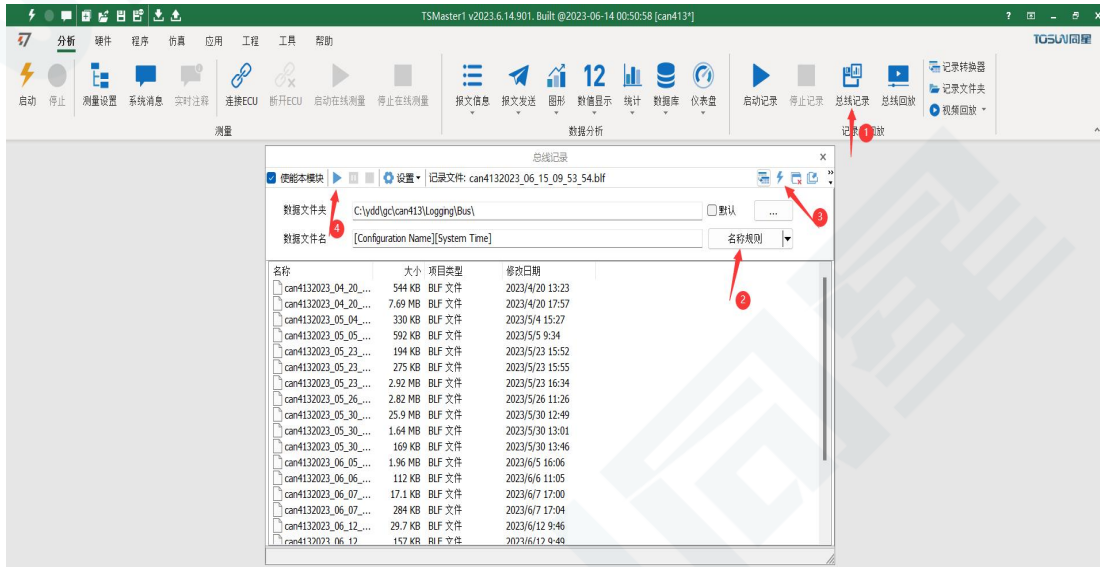 TSMaster1 v2023.6.14.901. Built @2023-06-14 00:50:58 [can413*]
分析 硬件 程序 仿真 应用 工程 工具 帮助
TOSUN同星
启动 停止 测量设置 系统消息 实时注释 连接ECU 断开ECU 启动在线测量 停止在线测量 报文信息 报文发送 图形 数值显示 统计 数据库 仪表盘 启动记录 停止记录 总线记录 总线回放
12
记录转换器
记录文件夹
视频回放
测量 数据分析
1
总线记录 x
使能本模块 设置 记录文件: can4132023_06_15_09_53_54.blf
数据文件夹 C:\ydd\gc\can413\Logging\Bus\ 默认 ...
4 3
数据文件名 [Configuration Name][System Time] 名称规则
名称 大小 项目类型 修改日期
2
can4132023_04_20_... 544 KB BLF 文件 2023/4/20 13:23
can4132023_04_20_... 7.69 MB BLF 文件 2023/4/20 17:57
can4132023_05_04_... 330 KB BLF 文件 2023/5/4 15:27
can4132023_05_05_... 592 KB BLF 文件 2023/5/5 9:34
can4132023_05_23_... 194 KB BLF 文件 2023/5/23 15:52
can4132023_05_23_... 275 KB BLF 文件 2023/5/23 15:55
can4132023_05_23_... 2.92 MB BLF 文件 2023/5/23 16:34
can4132023_05_26_... 2.82 MB BLF 文件 2023/5/26 11:26
can4132023_05_30_... 25.9 MB BLF 文件 2023/5/30 12:49
can4132023_05_30_... 1.64 MB BLF 文件 2023/5/30 13:01
can4132023_05_30_... 169 KB BLF 文件 2023/5/30 13:46
can4132023_06_05_... 1.96 MB BLF 文件 2023/6/5 16:06
can4132023_06_06_... 112 KB BLF 文件 2023/6/6 11:05
can4132023_06_07_... 17.1 KB BLF 文件 2023/6/7 17:00
can4132023_06_07_... 284 KB BLF 文件 2023/6/7 17:04
can4132023_06_12_... 29.7 KB BLF 文件 2023/6/12 9:46
can4132023_06_12_... 157 KB BLF 文件 2023/6/12 9:49